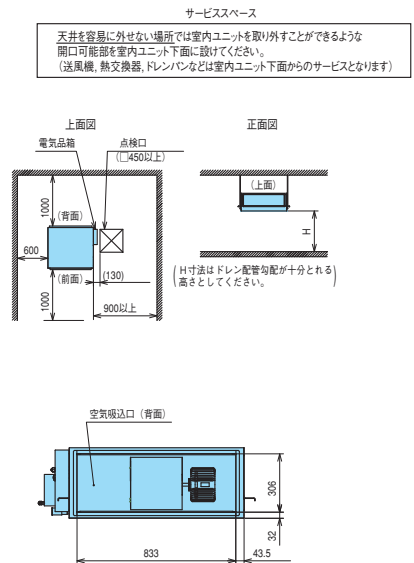 サービススペース
天井を容易に外せない場所では室内ユニットを取り外すことができるような
開口可能部を室内ユニット下面に設けてください。
(送風機, 熱交換器, ドレンパンなどは室内ユニット下面からのサービスとなります)
上面図
正面図
電気品箱
点検口
(□450以上)
(上面)
1000
(背面)
H
600
(前面)
(130)
(H寸法はドレン配管勾配が十分とれる
高さとしてください。)
1000
900以上
空気吸込口(背面)
306
32
833
43.5